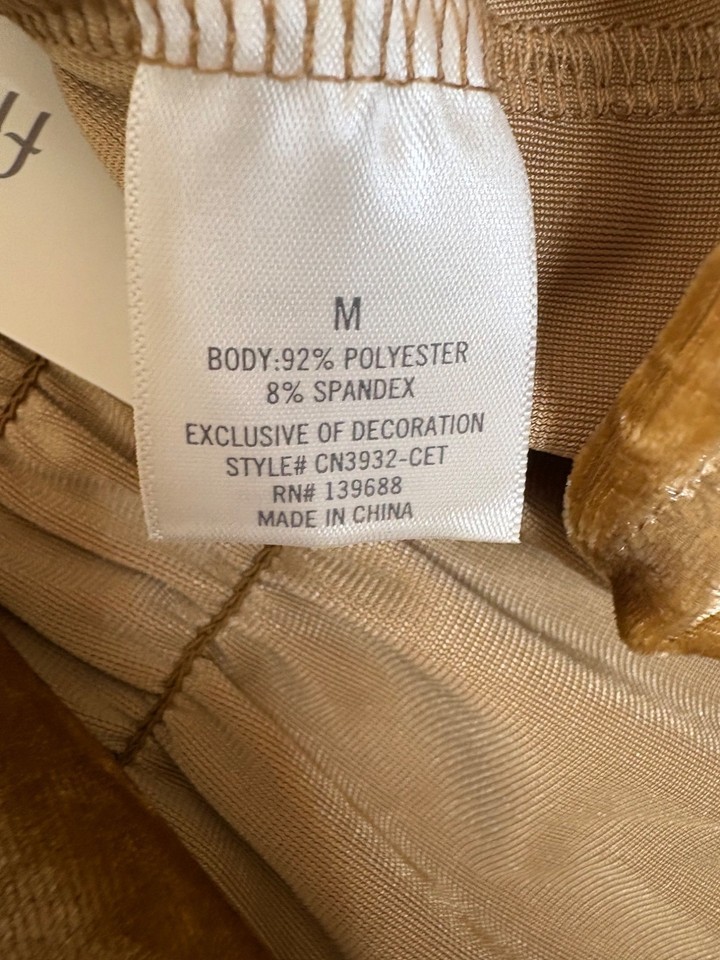 M
BODY:92% POLYESTER
8% SPANDEX
EXCLUSIVE OF DECORATION
STYLE# CN3932-CET
RN# 139688
MADE IN CHINA